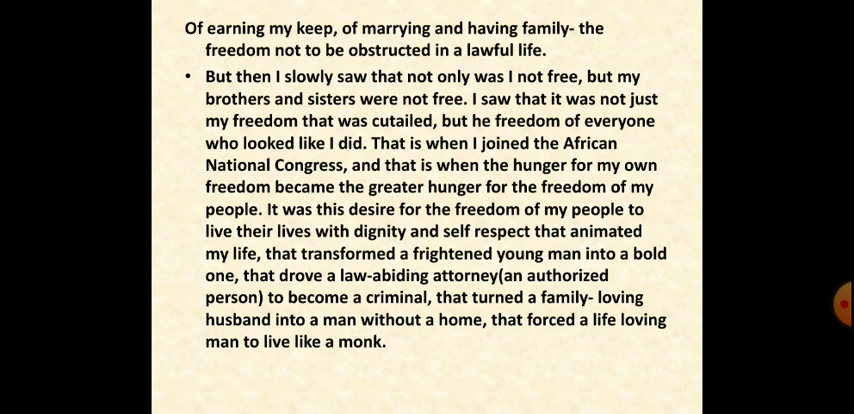 Of earning my keep, of marrying and having family- the
freedom not to be obstructed in a lawful life.
• But then I slowly saw that not only was I not free, but my
brothers and sisters were not free. I saw that it was not just
my freedom that was cutailed, but he freedom of everyone
who looked like I did. That is when I joined the African
National Congress, and that is when the hunger for my own
freedom became the greater hunger for the freedom of my
people. It was this desire for the freedom of my people to
live their lives with dignity and self respect that animated
my life, that transformed a frightened young man into a bold
one, that drove a law-abiding attorney(an authorized
person) to become a criminal, that turned a family- loving
husband into a man without a home, that forced a life loving
man to live like a monk.